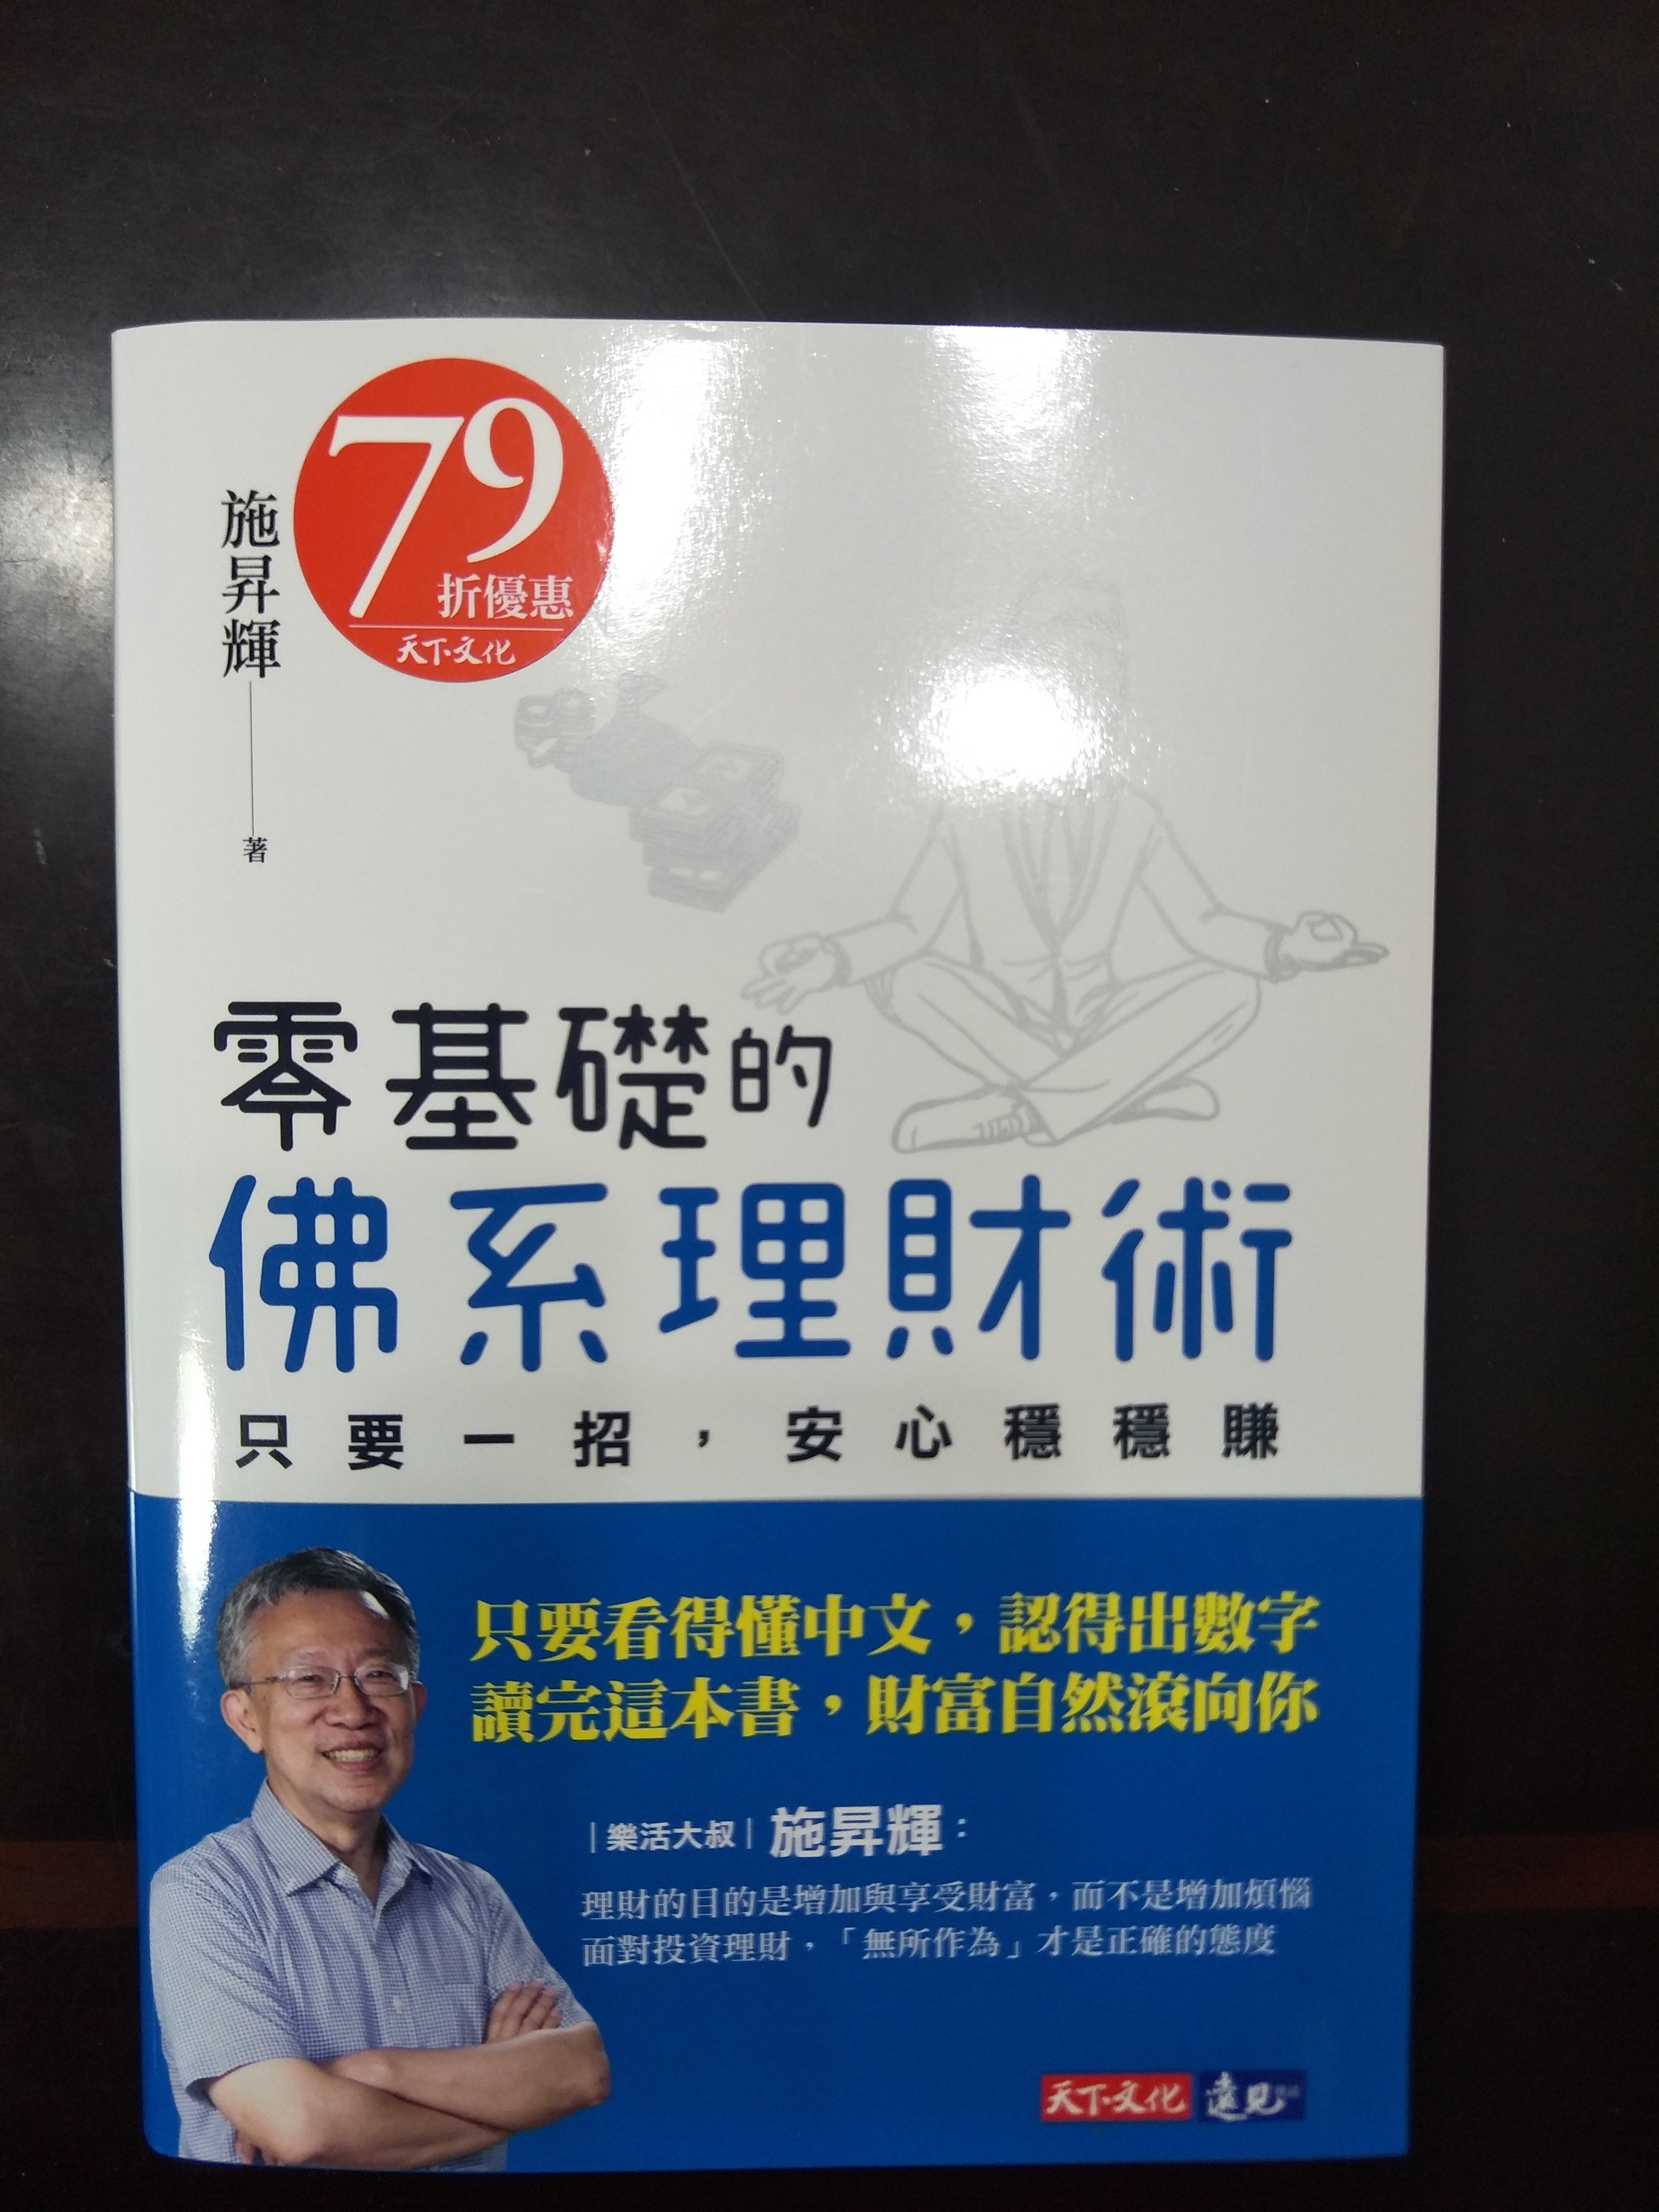 79
折優惠
天下文化
施昇輝
著
零基礎的
佛系理財術
只要一招，安心穩穩賺
只要看得懂中文，認得出數字
讀完這本書，財富自然滾向你
|樂活大叔| 施昇輝：
理財的目的是增加與享受財富，而不是增加煩惱
面對投資理財，「無所作為」才是正確的態度
天下文化 遠見